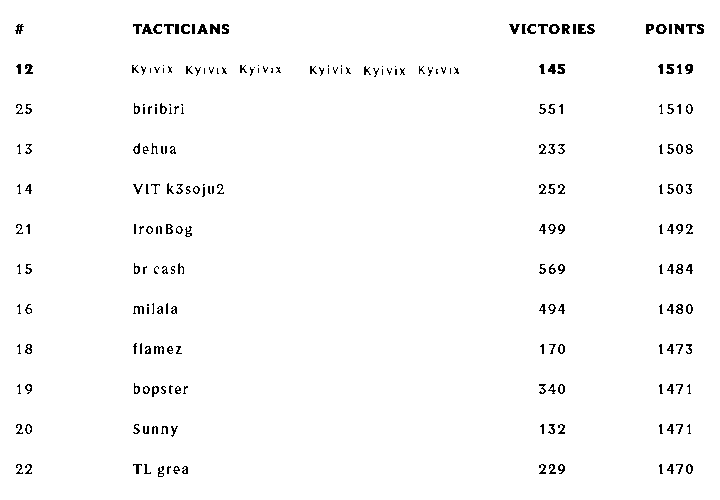 # TACTICIANS VICTORIES POINTS
12 Kyivix Kyivix Kyivix Kyivix Kyivix Kyivix 145 1519
25 biribiri 551 1510
13 dehua 233 1508
14 VIT k3soju2 252 1503
21 IronBog 499 1492
15 br cash 569 1484
16 milala 494 1480
18 flamez 170 1473
19 bopster 340 1471
20 Sunny 132 1471
22 TL grea 229 1470